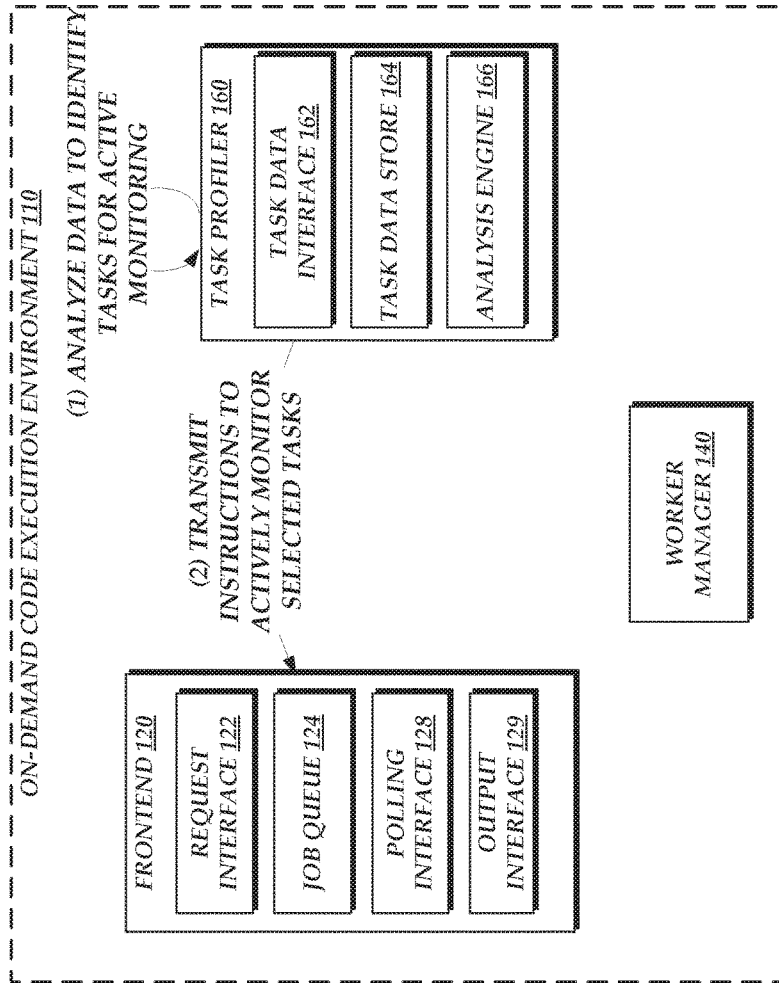 ON-DEMAND CODE EXECUTION ENVIRONMENT 110
(1) ANALYZE DATA TO IDENTIFY
TASKS FOR ACTIVE
MONITORING
FRONTEND 120
REQUEST
INTERFACE 122
JOB QUEUE 124
POLLING
INTERFACE 128
OUTPUT
INTERFACE 129
(2) TRANSMIT
INSTRUCTIONS TO
ACTIVELY MONITOR
SELECTED TASKS
TASK PROFILER 160
TASK DATA
INTERFACE 162
TASK DATA STORE 164
ANALYSIS ENGINE 166
WORKER
MANAGER 140